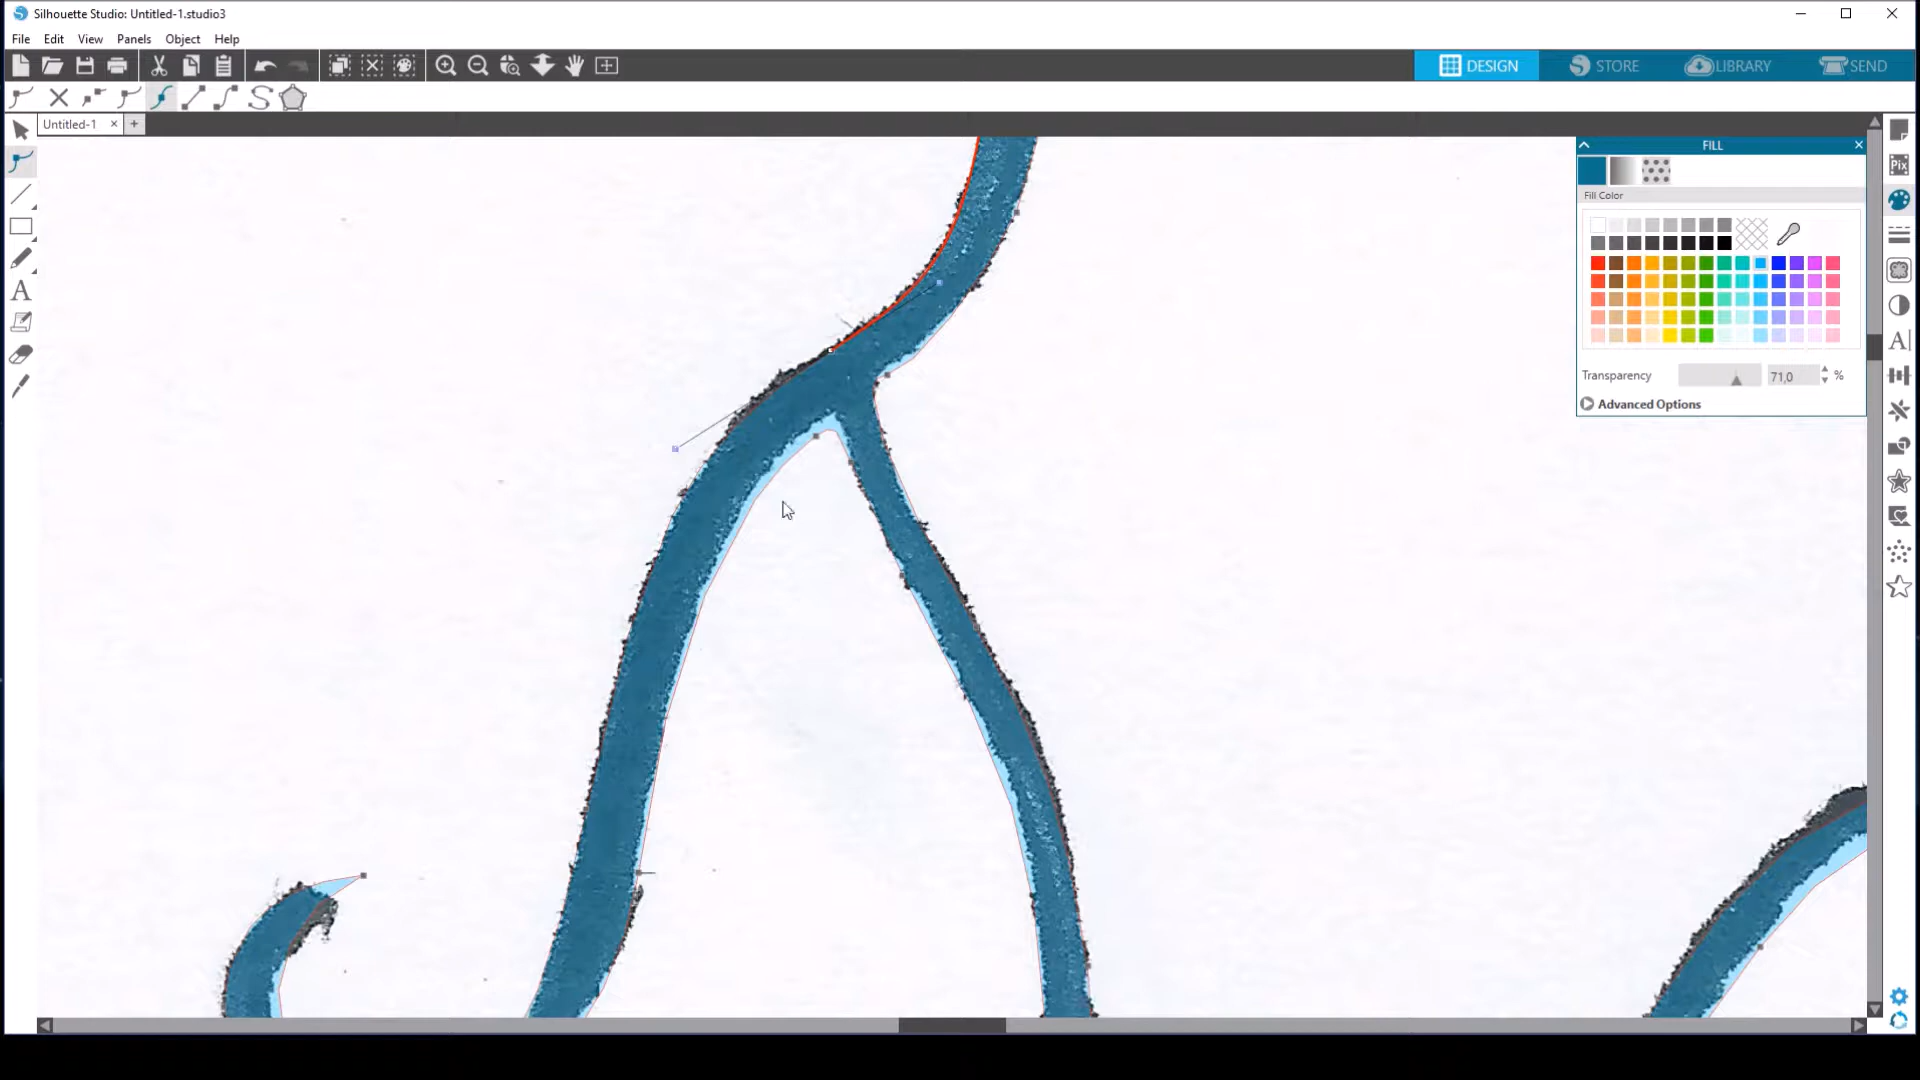 Silhouette Studio: Untitled-1.studio3
File Edit View Panels Object Help
DESIGN STORE LIBRARY SEND
Untitled-1
FILL
Fill Color
Transparency 71,0 %
Advanced Options
Pix